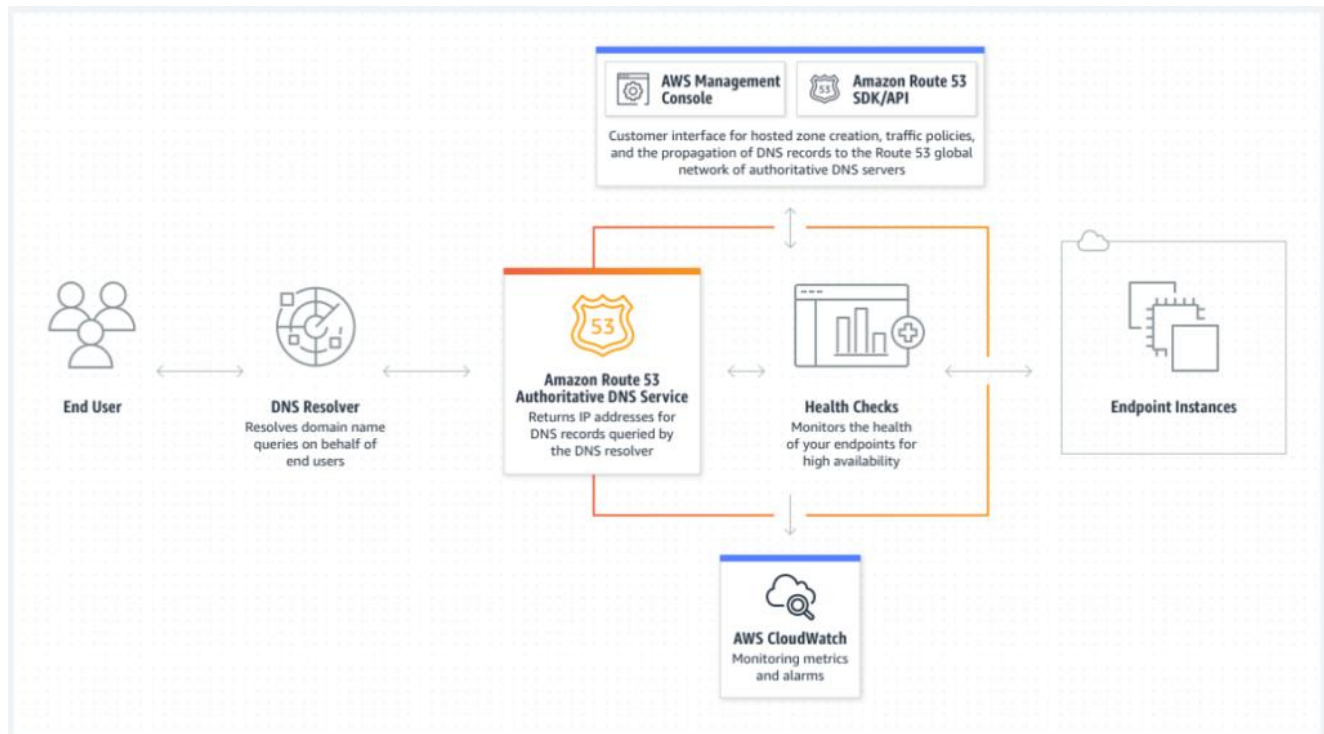 AWS Management
Console
Amazon Route 53
SDK/API
53
Customer interface for hosted zone creation, traffic policies,
and the propagation of DNS records to the Route 53 global
network of authoritative DNS servers
End User
DNS Resolver
Resolves domain name
queries on behalf of
end users
53
Amazon Route 53
Authoritative DNS Service
Returns IP addresses for
DNS records queried by
the DNS resolver
Health Checks
Monitors the health
of your endpoints for
high availability
Endpoint Instances
AWS CloudWatch
Monitoring metrics
and alarms